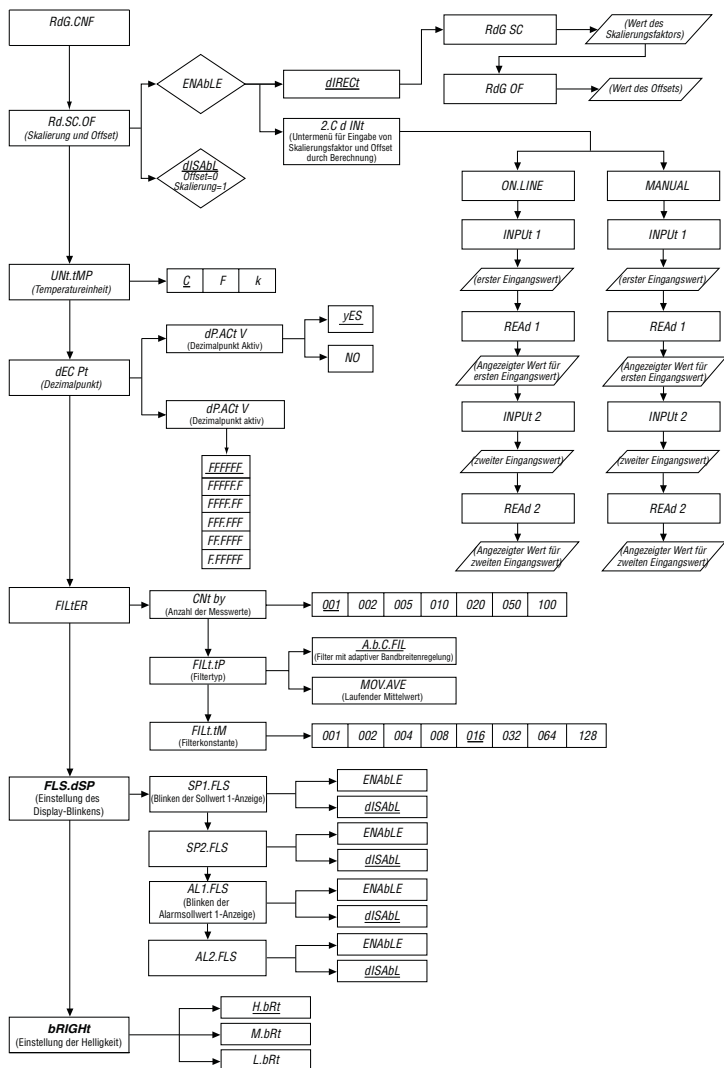 RdG.CNF
Rd.SC.OF
(Skalierung und Offset)
ENAbLE
dISAbL
Offset=0
Skalierung=1
dIRECt
RdG SC
(Wert des
Skalierungsfaktors)
RdG OF
(Wert des Offsets)
2.C d INt
(Untermenü für Eingabe von
Skalierungsfaktor und Offset
durch Berechnung)
ON.LINE
INPUt 1
(erster Eingangswert)
REAd 1
(Angezeigter Wert für
ersten Eingangswert)
INPUt 2
(zweiter Eingangswert)
REAd 2
(Angezeigter Wert für
zweiten Eingangswert)
MANUAL
INPUt 1
(erster Eingangswert)
REAd 1
(Angezeigter Wert für
ersten Eingangswert)
INPUt 2
(zweiter Eingangswert)
REAd 2
(Angezeigter Wert für
zweiten Eingangswert)
UNt.tMP
(Temperatureinheit)
C F k
dEC Pt
(Dezimalpunkt)
dP.ACt V
(Dezimalpunkt Aktiv)
yES
NO
dP.ACt V
(Dezimalpunkt aktiv)
FFFFFF
FFFFF.F
FFFF.FF
FFF.FFF
FF.FFFF
F.FFFFF
FILtER
CNt by
(Anzahl der Messwerte)
001 002 005 010 020 050 100
FILt.tP
(Filtertyp)
A.b.C.FIL
(Filter mit adaptiver Bandbreitenregelung)
MOV.AVE
(Laufender Mittelwert)
FILt.tM
(Filterkonstante)
001 002 004 008 016 032 064 128
FLS.dSP
(Einstellung des
Display-Blinkens)
SP1.FLS
(Blinken der Sollwert 1-Anzeige)
ENAbLE
dISAbL
SP2.FLS
ENAbLE
dISAbL
AL1.FLS
(Blinken der
Alarmsollwert 1-Anzeige)
ENAbLE
dISAbL
AL2.FLS
ENAbLE
dISAbL
bRIGHt
(Einstellung der Helligkeit)
H.bRt
M.bRt
L.bRt